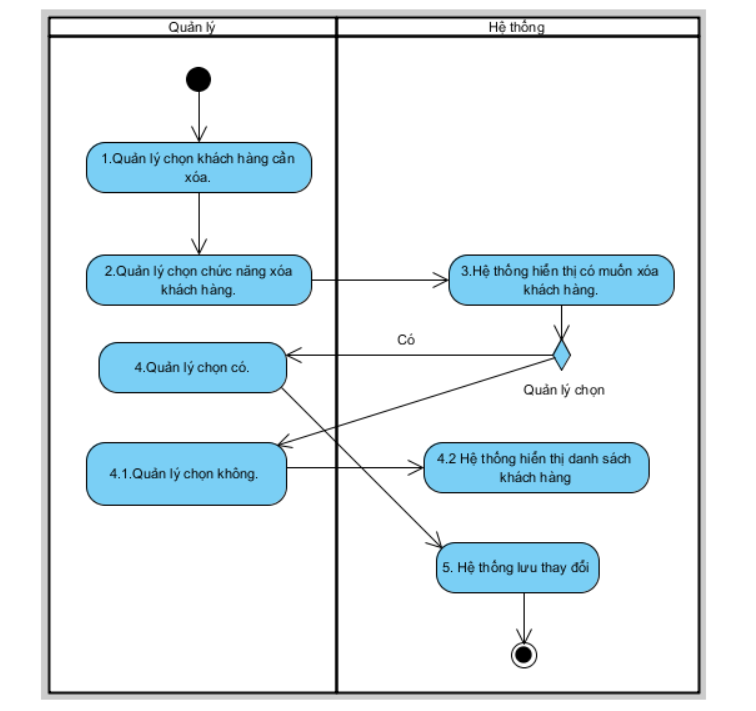 Quản lý
Hệ thống
1.Quản lý chọn khách hàng cần
xóa.
2.Quản lý chọn chức năng xóa
khách hàng.
3.Hệ thống hiển thị có muốn xóa
khách hàng.
Có
4.Quản lý chọn có.
Quản lý chọn
4.1.Quản lý chọn không.
4.2 Hệ thống hiển thị danh sách
khách hàng
5. Hệ thống lưu thay đổi